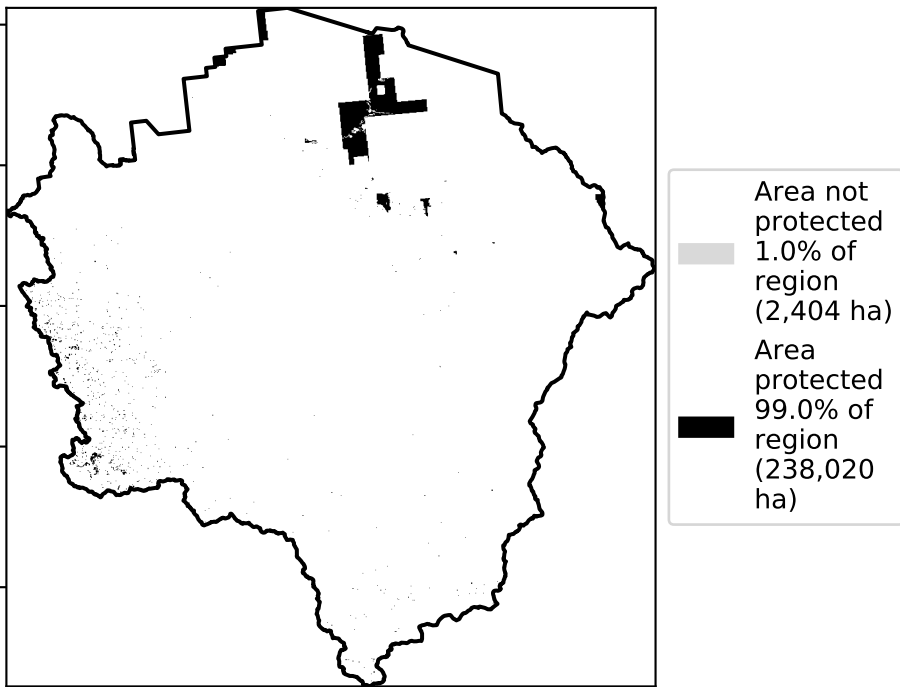 Area not
protected
1.0% of
region
(2,404 ha)
Area
protected
99.0% of
region
(238,020
ha)